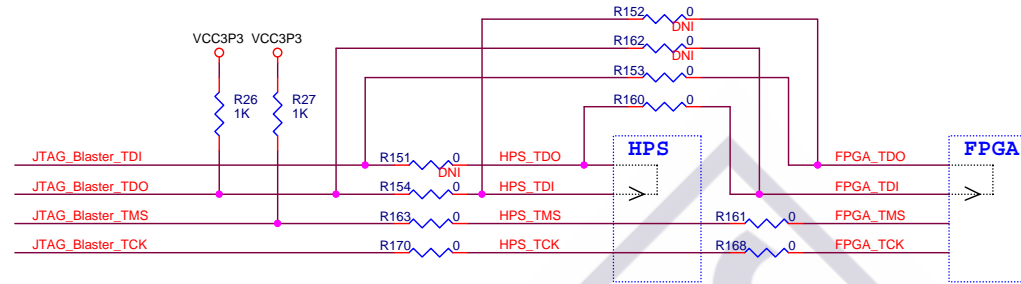 R152 0
DNI
VCC3P3 VCC3P3
R162 0
DNI
R153 0
R26
1K
R27
1K
R160 0
JTAG_Blaster_TDI R151 0 HPS_TDO HPS FPGA_TDO FPGA
DNI
JTAG_Blaster_TDO R154 0 HPS_TDI > FPGA_TDI >
JTAG_Blaster_TMS R163 0 HPS_TMS R161 0 FPGA_TMS
JTAG_Blaster_TCK R170 0 HPS_TCK R168 0 FPGA_TCK